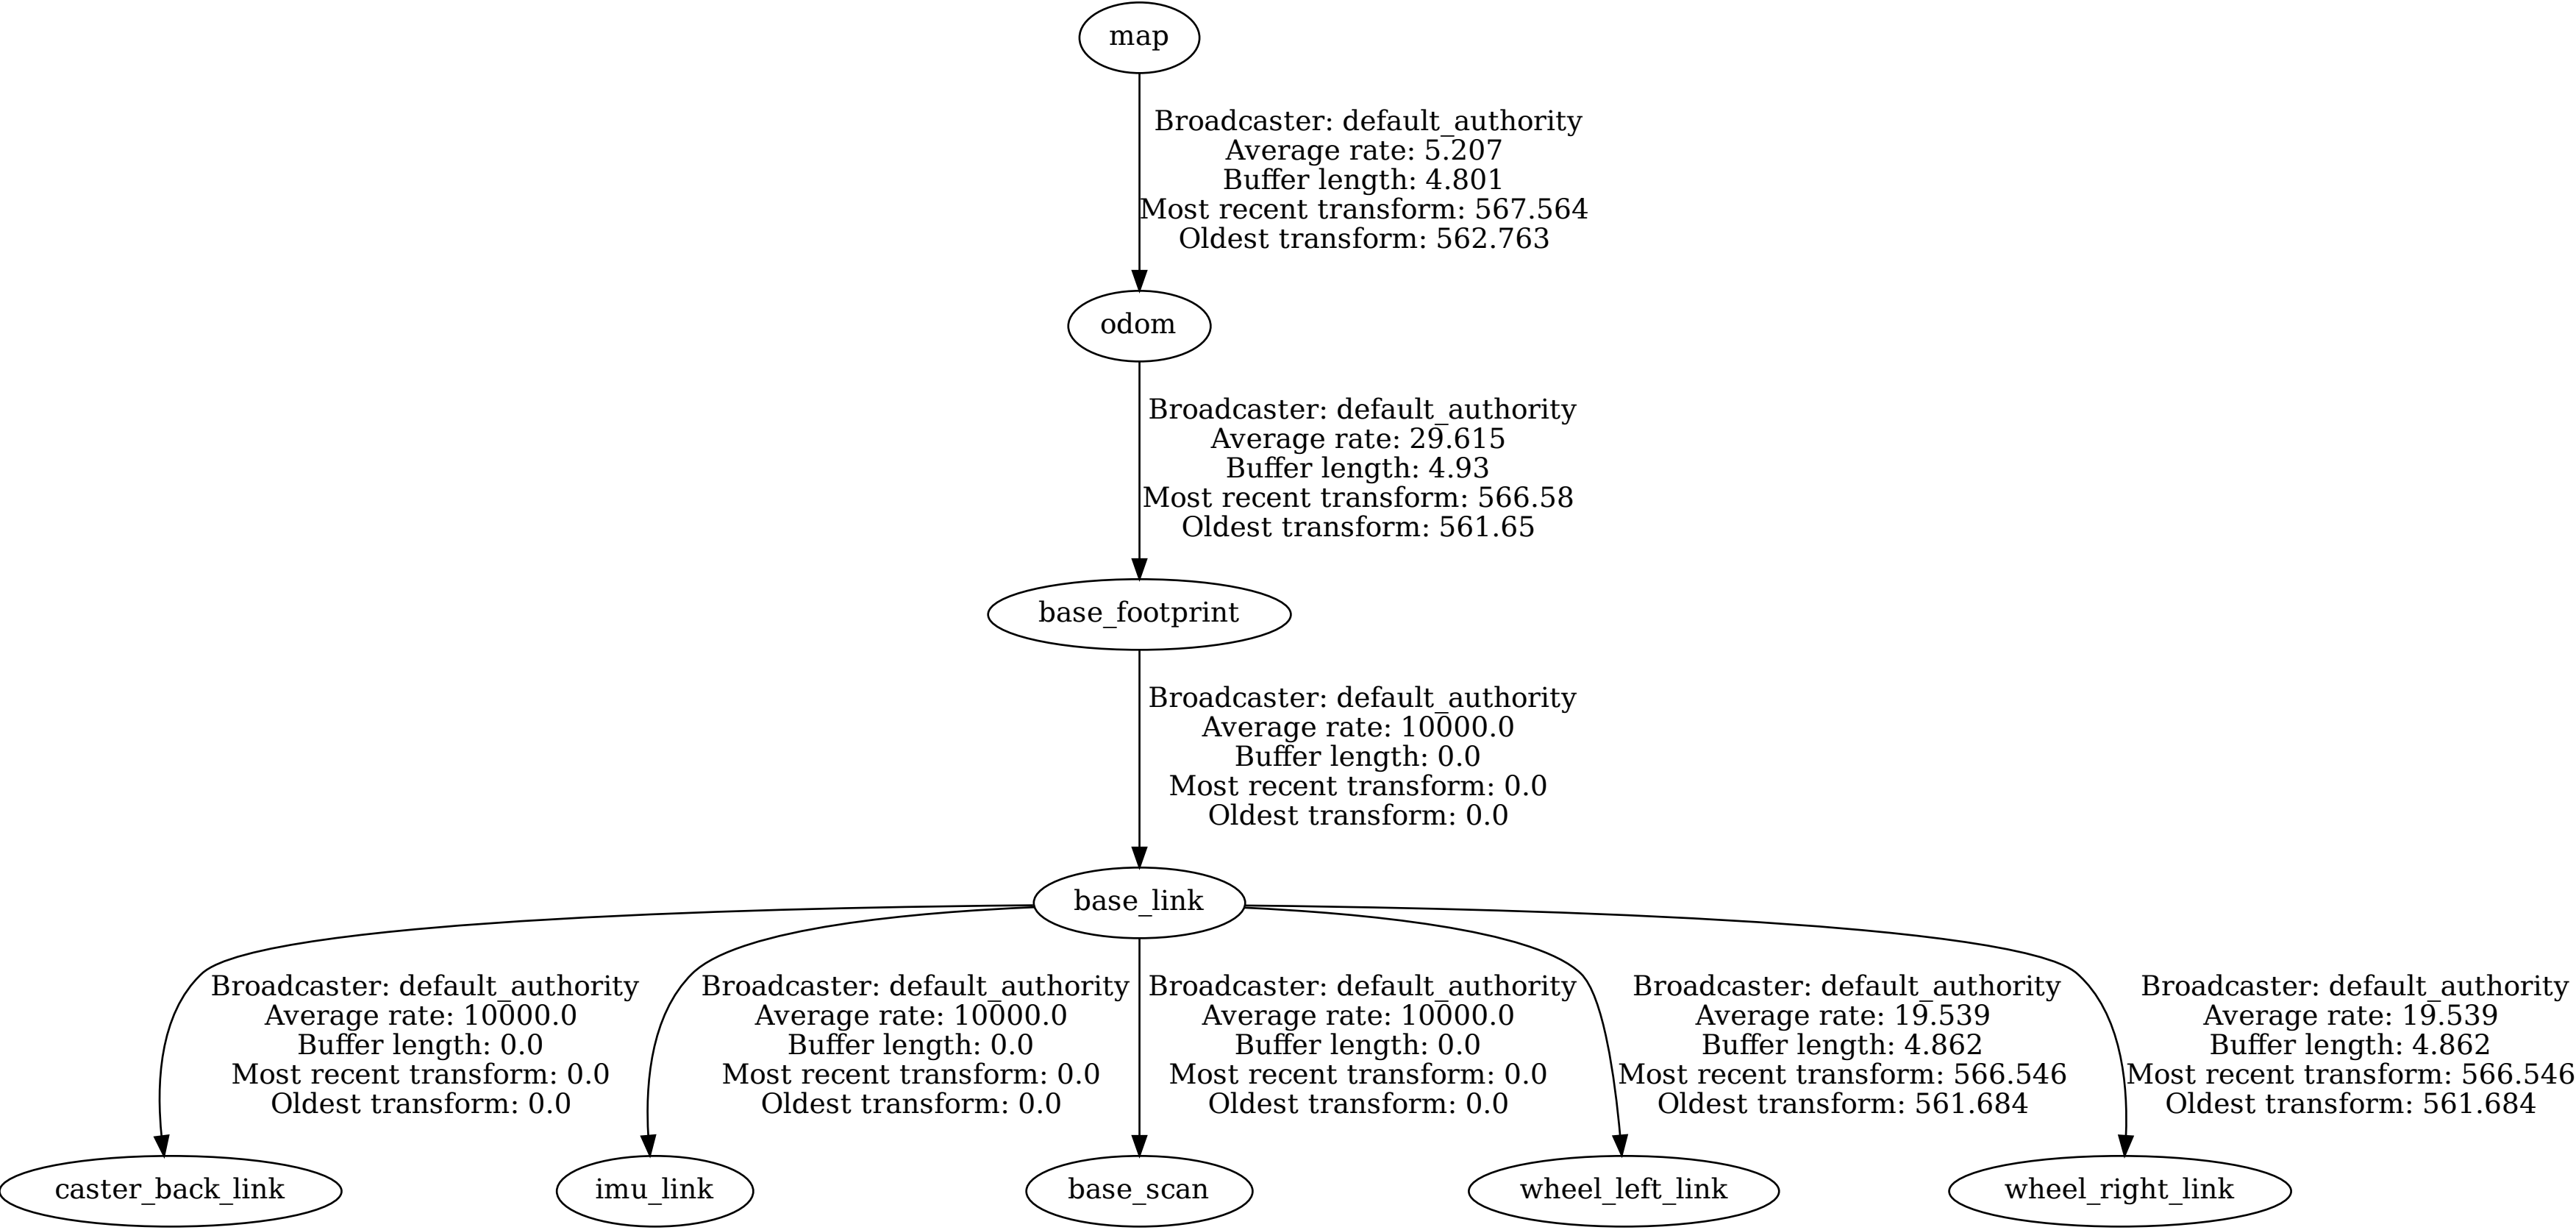 map
Broadcaster: default_authority
Average rate: 5.207
Buffer length: 4.801
Most recent transform: 567.564
Oldest transform: 562.763
odom
Broadcaster: default_authority
Average rate: 29.615
Buffer length: 4.93
Most recent transform: 566.58
Oldest transform: 561.65
base_footprint
Broadcaster: default_authority
Average rate: 10000.0
Buffer length: 0.0
Most recent transform: 0.0
Oldest transform: 0.0
base_link
Broadcaster: default_authority
Average rate: 10000.0
Buffer length: 0.0
Most recent transform: 0.0
Oldest transform: 0.0
Broadcaster: default_authority
Average rate: 10000.0
Buffer length: 0.0
Most recent transform: 0.0
Oldest transform: 0.0
Broadcaster: default_authority
Average rate: 10000.0
Buffer length: 0.0
Most recent transform: 0.0
Oldest transform: 0.0
Broadcaster: default_authority
Average rate: 19.539
Buffer length: 4.862
Most recent transform: 566.546
Oldest transform: 561.684
Broadcaster: default_authority
Average rate: 19.539
Buffer length: 4.862
Most recent transform: 566.546
Oldest transform: 561.684
caster_back_link
imu_link
base_scan
wheel_left_link
wheel_right_link